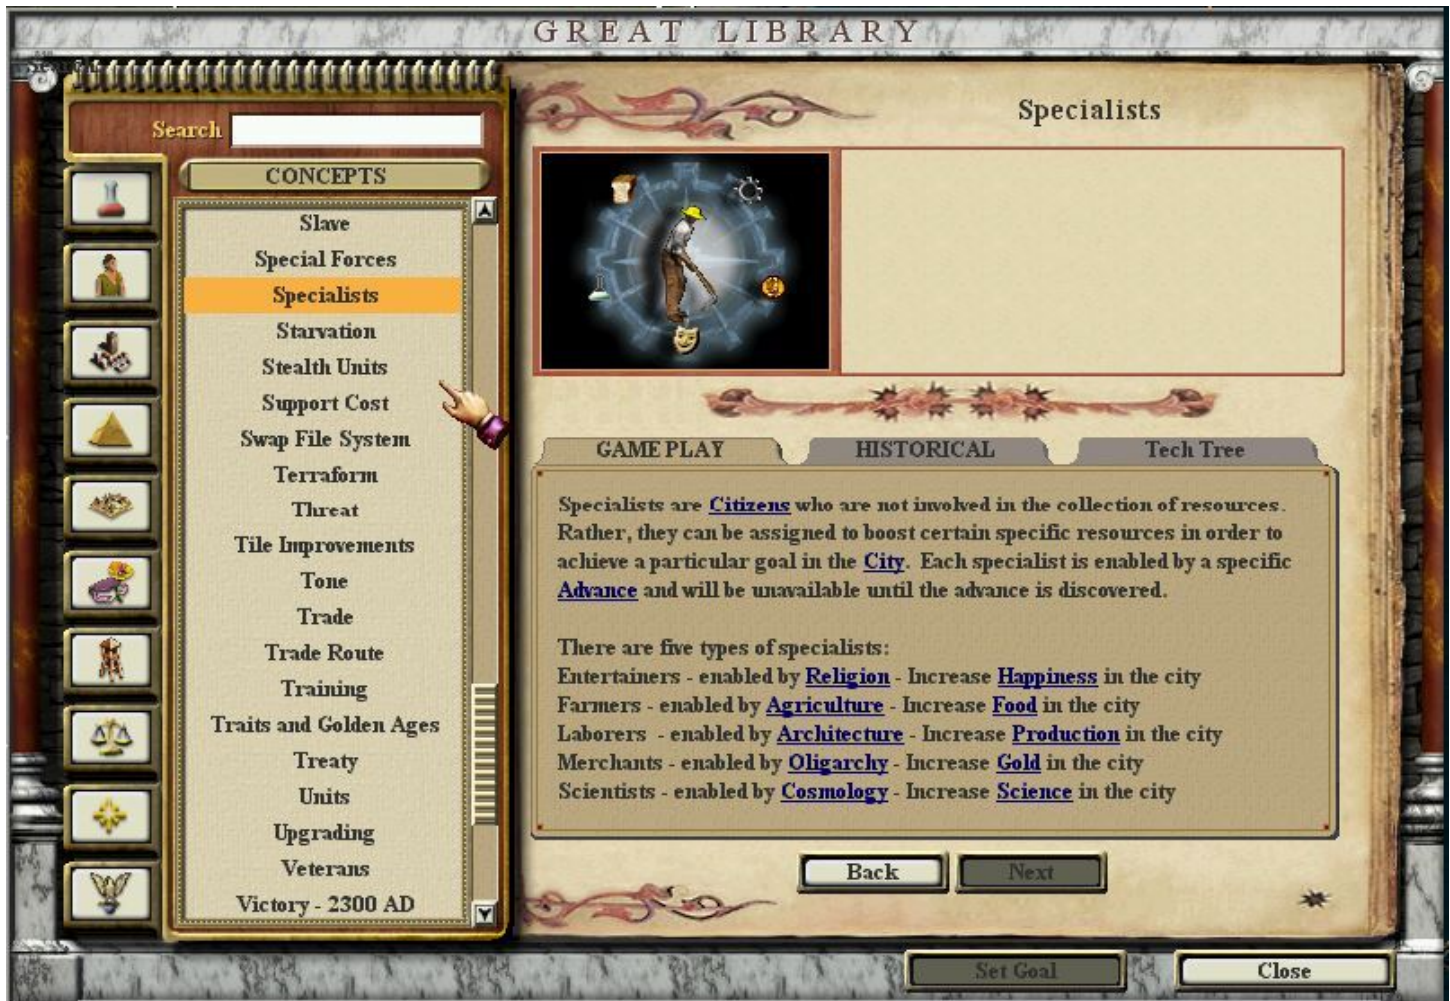 GREAT LIBRARY
Search
CONCEPTS
Slave
Special Forces
Specialists
Starvation
Stealth Units
Support Cost
Swap File System
Terraform
Threat
Tile Improvements
Tone
Trade
Trade Route
Training
Traits and Golden Ages
Treaty
Units
Upgrading
Veterans
Victory - 2300 AD
Specialists
GAME PLAY
HISTORICAL
Tech Tree
Specialists are Citizens who are not involved in the collection of resources.
Rather, they can be assigned to boost certain specific resources in order to
achieve a particular goal in the City. Each specialist is enabled by a specific
Advance and will be unavailable until the advance is discovered.
There are five types of specialists:
Entertainers - enabled by Religion - Increase Happiness in the city
Farmers - enabled by Agriculture - Increase Food in the city
Laborers - enabled by Architecture - Increase Production in the city
Merchants - enabled by Oligarchy - Increase Gold in the city
Scientists - enabled by Cosmology - Increase Science in the city
Back
Next
Set Goal
Close